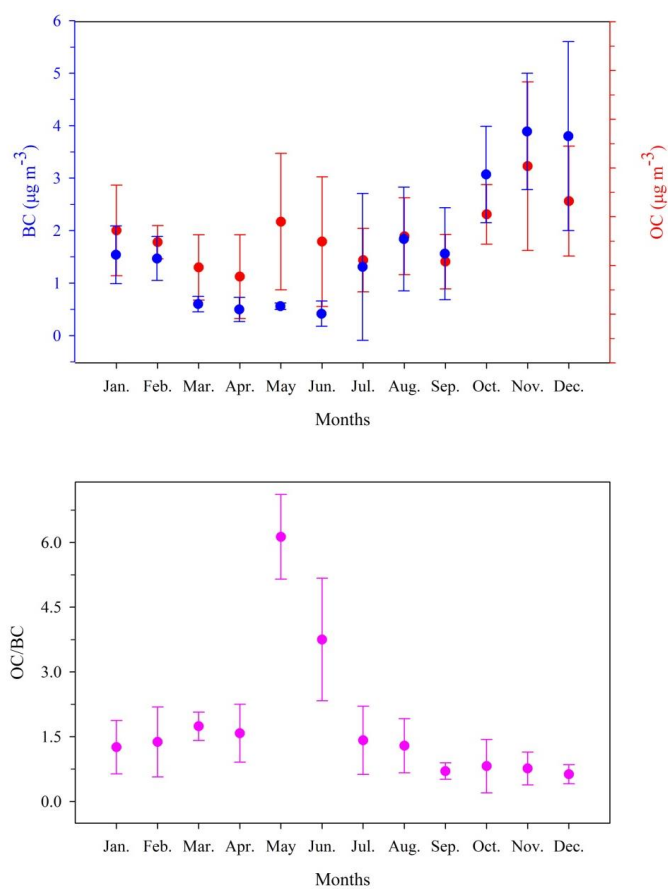 6
5
4
3
2
1
0
BC (µg m⁻³)
OC (µg m⁻³)
Jan. Feb. Mar. Apr. May Jun. Jul. Aug. Sep. Oct. Nov. Dec.
Months
6.0
4.5
3.0
1.5
0.0
OC/BC
Jan. Feb. Mar. Apr. May Jun. Jul. Aug. Sep. Oct. Nov. Dec.
Months